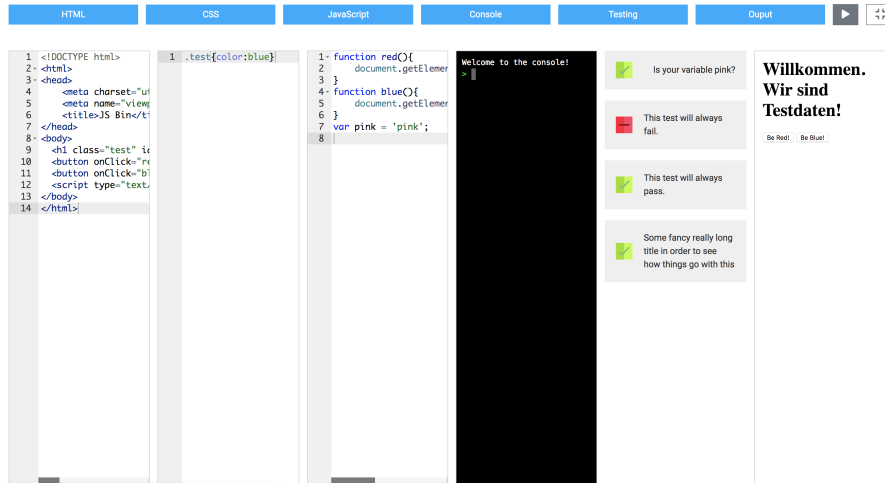 HTML
CSS
JavaScript
Console
Testing
Ouput
1 <!DOCTYPE html>
2 <html>
3 <head>
4 <meta charset="ut
5 <meta name="viewp
6 <title>JS Bin</ti
7 </head>
8 <body>
9 <h1 class="test" id
10 <button onClick="re
11 <button onClick="bl
12 <script type="text/
13 </body>
14 </html>
1 .test{color:blue}
1 function red(){
2 document.getElemen
3 }
4 function blue(){
5 document.getElemen
6 }
7 var pink = 'pink';
8
Welcome to the console!
>
Is your variable pink?
This test will always
fail.
This test will always
pass.
Some fancy really long
title in order to see
how things go with this
Willkommen.
Wir sind
Testdaten!
Be Red!
Be Blue!